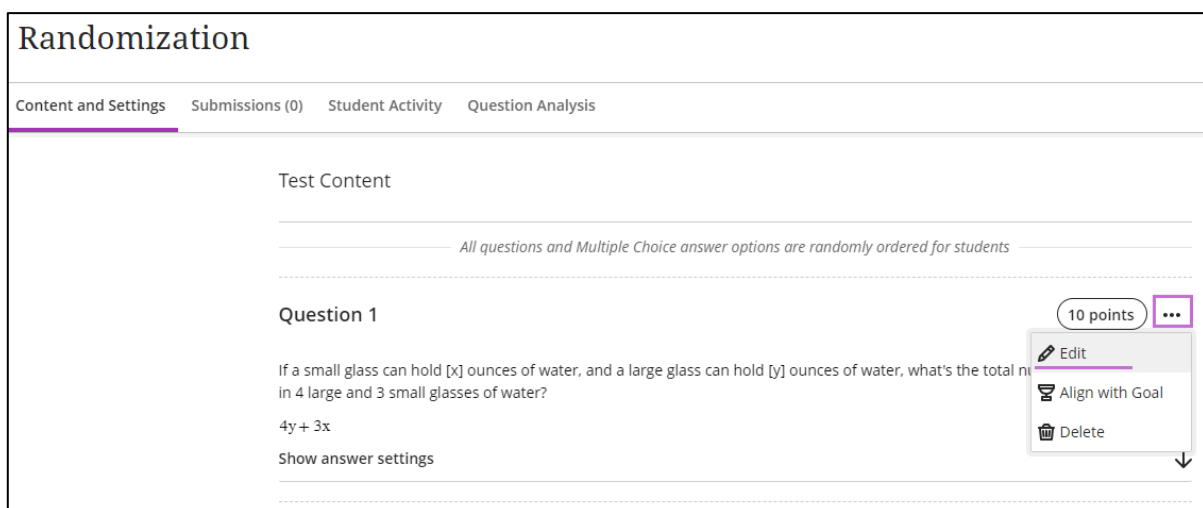 Randomization
Content and Settings Submissions (0) Student Activity Question Analysis
Test Content
All questions and Multiple Choice answer options are randomly ordered for students
Question 1
10 points
If a small glass can hold [x] ounces of water, and a large glass can hold [y] ounces of water, what's the total
in 4 large and 3 small glasses of water?
4y + 3x
Show answer settings
Edit
Align with Goal
Delete